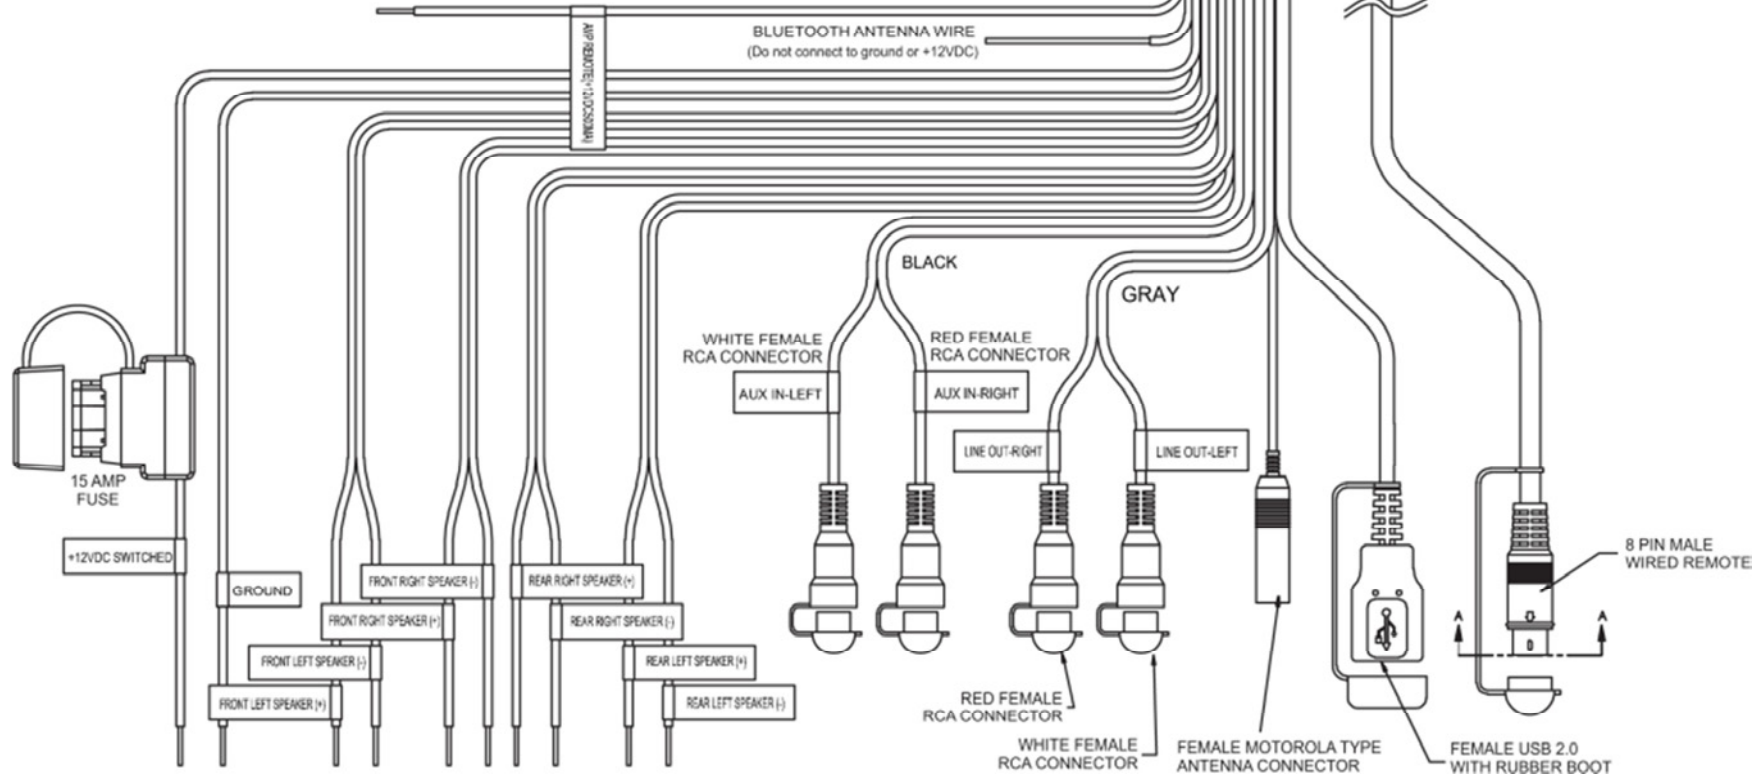 BLUETOOTH ANTENNA WIRE
(Do not connect to ground or +12VDC)
AMP REMOTE(+12VDC500MA)
BLACK
GRAY
WHITE FEMALE
RCA CONNECTOR
RED FEMALE
RCA CONNECTOR
AUX IN-LEFT
AUX IN-RIGHT
LINE OUT-RIGHT
LINE OUT-LEFT
15 AMP
FUSE
+12VDC SWITCHED
GROUND
FRONT RIGHT SPEAKER (-)
REAR RIGHT SPEAKER (+)
FRONT RIGHT SPEAKER (+)
REAR RIGHT SPEAKER (-)
FRONT LEFT SPEAKER (-)
REAR LEFT SPEAKER (+)
FRONT LEFT SPEAKER (+)
REAR LEFT SPEAKER (-)
8 PIN MALE
WIRED REMOTE
A
A
RED FEMALE
RCA CONNECTOR
WHITE FEMALE
RCA CONNECTOR
FEMALE MOTOROLA TYPE
ANTENNA CONNECTOR
FEMALE USB 2.0
WITH RUBBER BOOT